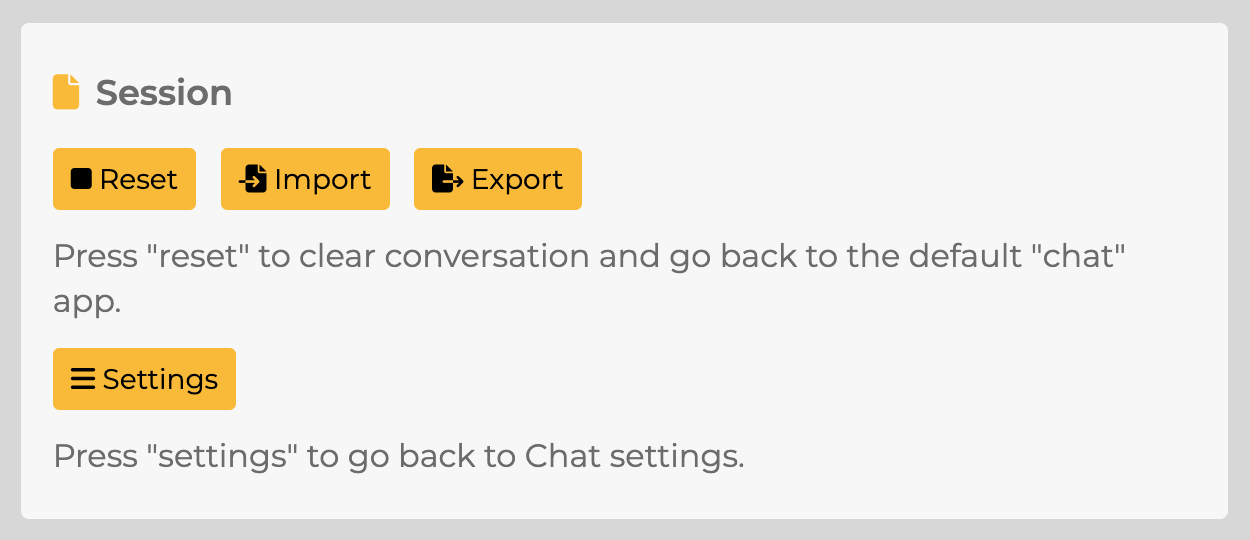 Session
Reset Import Export
Press "reset" to clear conversation and go back to the default "chat"
app.
Settings
Press "settings" to go back to Chat settings.